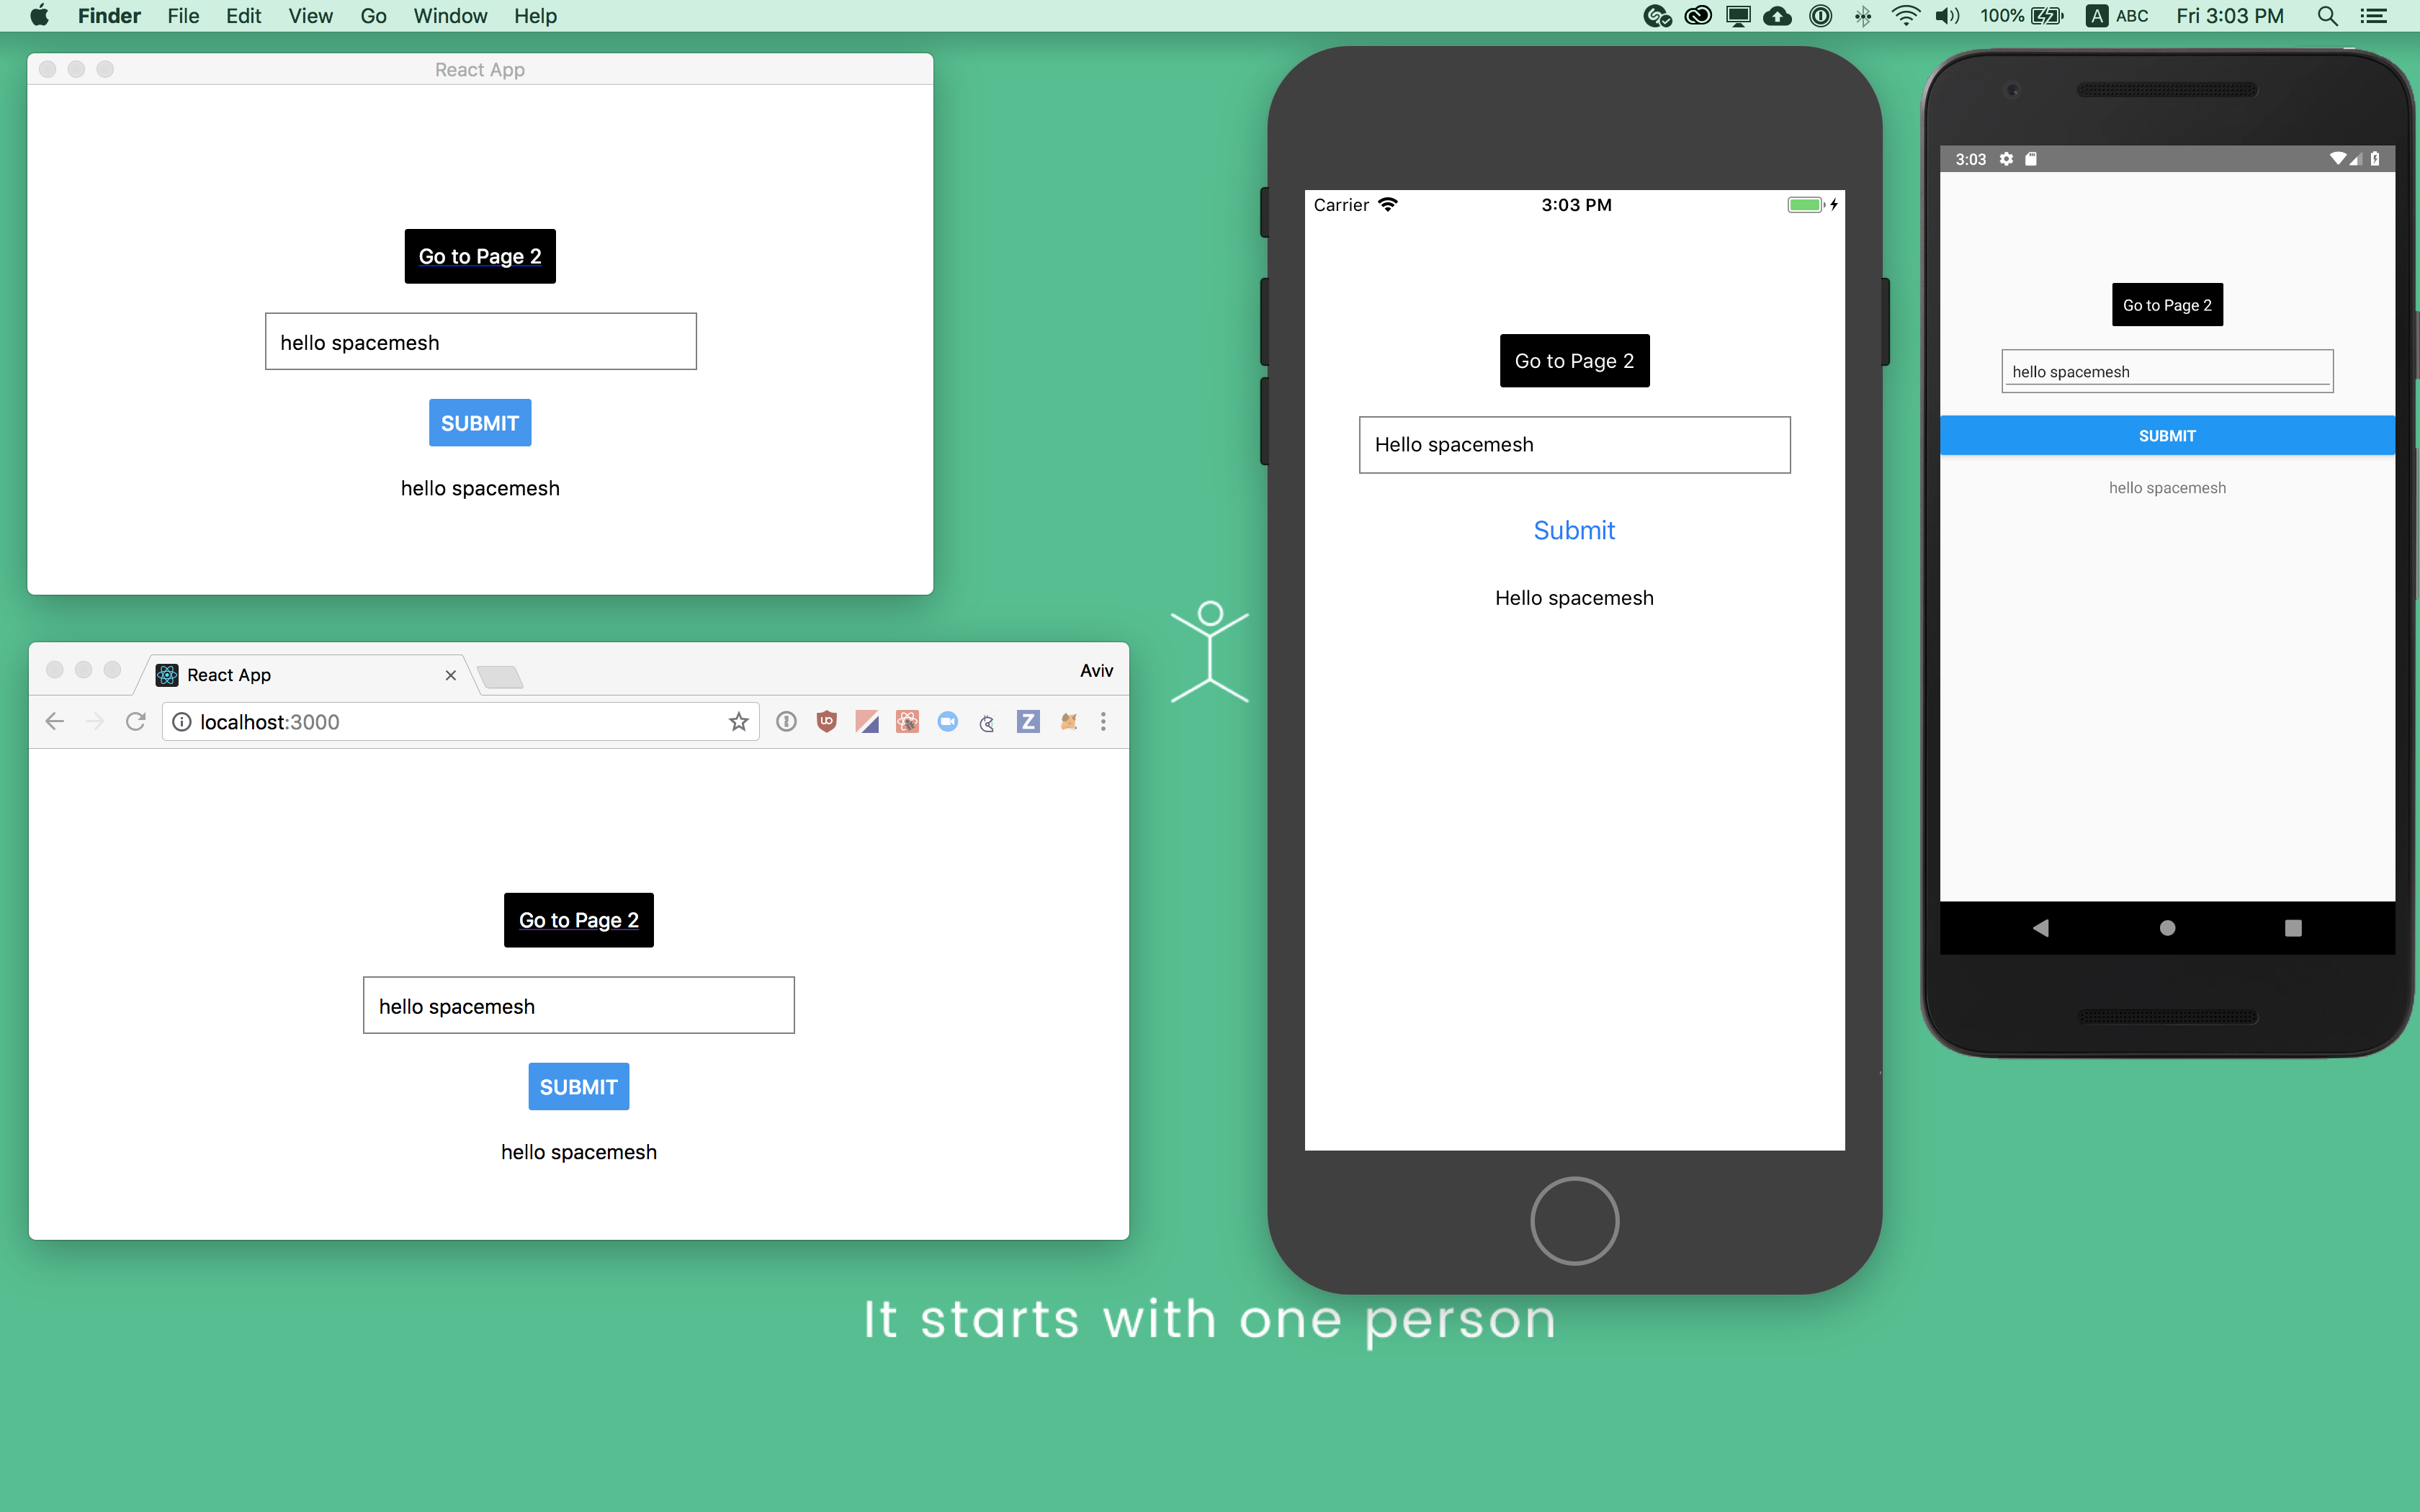 Finder File Edit View Go Window Help 100% A ABC Fri 3:03 PM
React App
Go to Page 2
hello spacemesh
SUBMIT
hello spacemesh
React App
Aviv
localhost:3000
Go to Page 2
hello spacemesh
SUBMIT
hello spacemesh
Carrier 3:03 PM
Go to Page 2
Hello spacemesh
Submit
Hello spacemesh
3:03
Go to Page 2
hello spacemesh
SUBMIT
hello spacemesh
It starts with one person